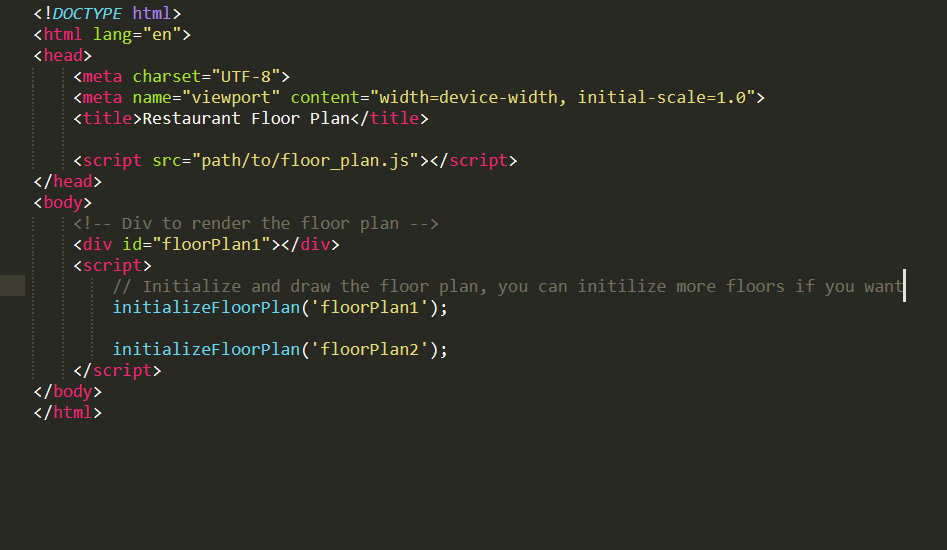 <!DOCTYPE html>
<html lang="en">
<head>
    <meta charset="UTF-8">
    <meta name="viewport" content="width=device-width, initial-scale=1.0">
    <title>Restaurant Floor Plan</title>

    <script src="path/to/floor_plan.js"></script>
</head>
<body>
    <!-- Div to render the floor plan -->
    <div id="floorPlan1"></div>
    <script>
        // Initialize and draw the floor plan, you can initilize more floors if you want
        initializeFloorPlan('floorPlan1');

        initializeFloorPlan('floorPlan2');
    </script>
</body>
</html>